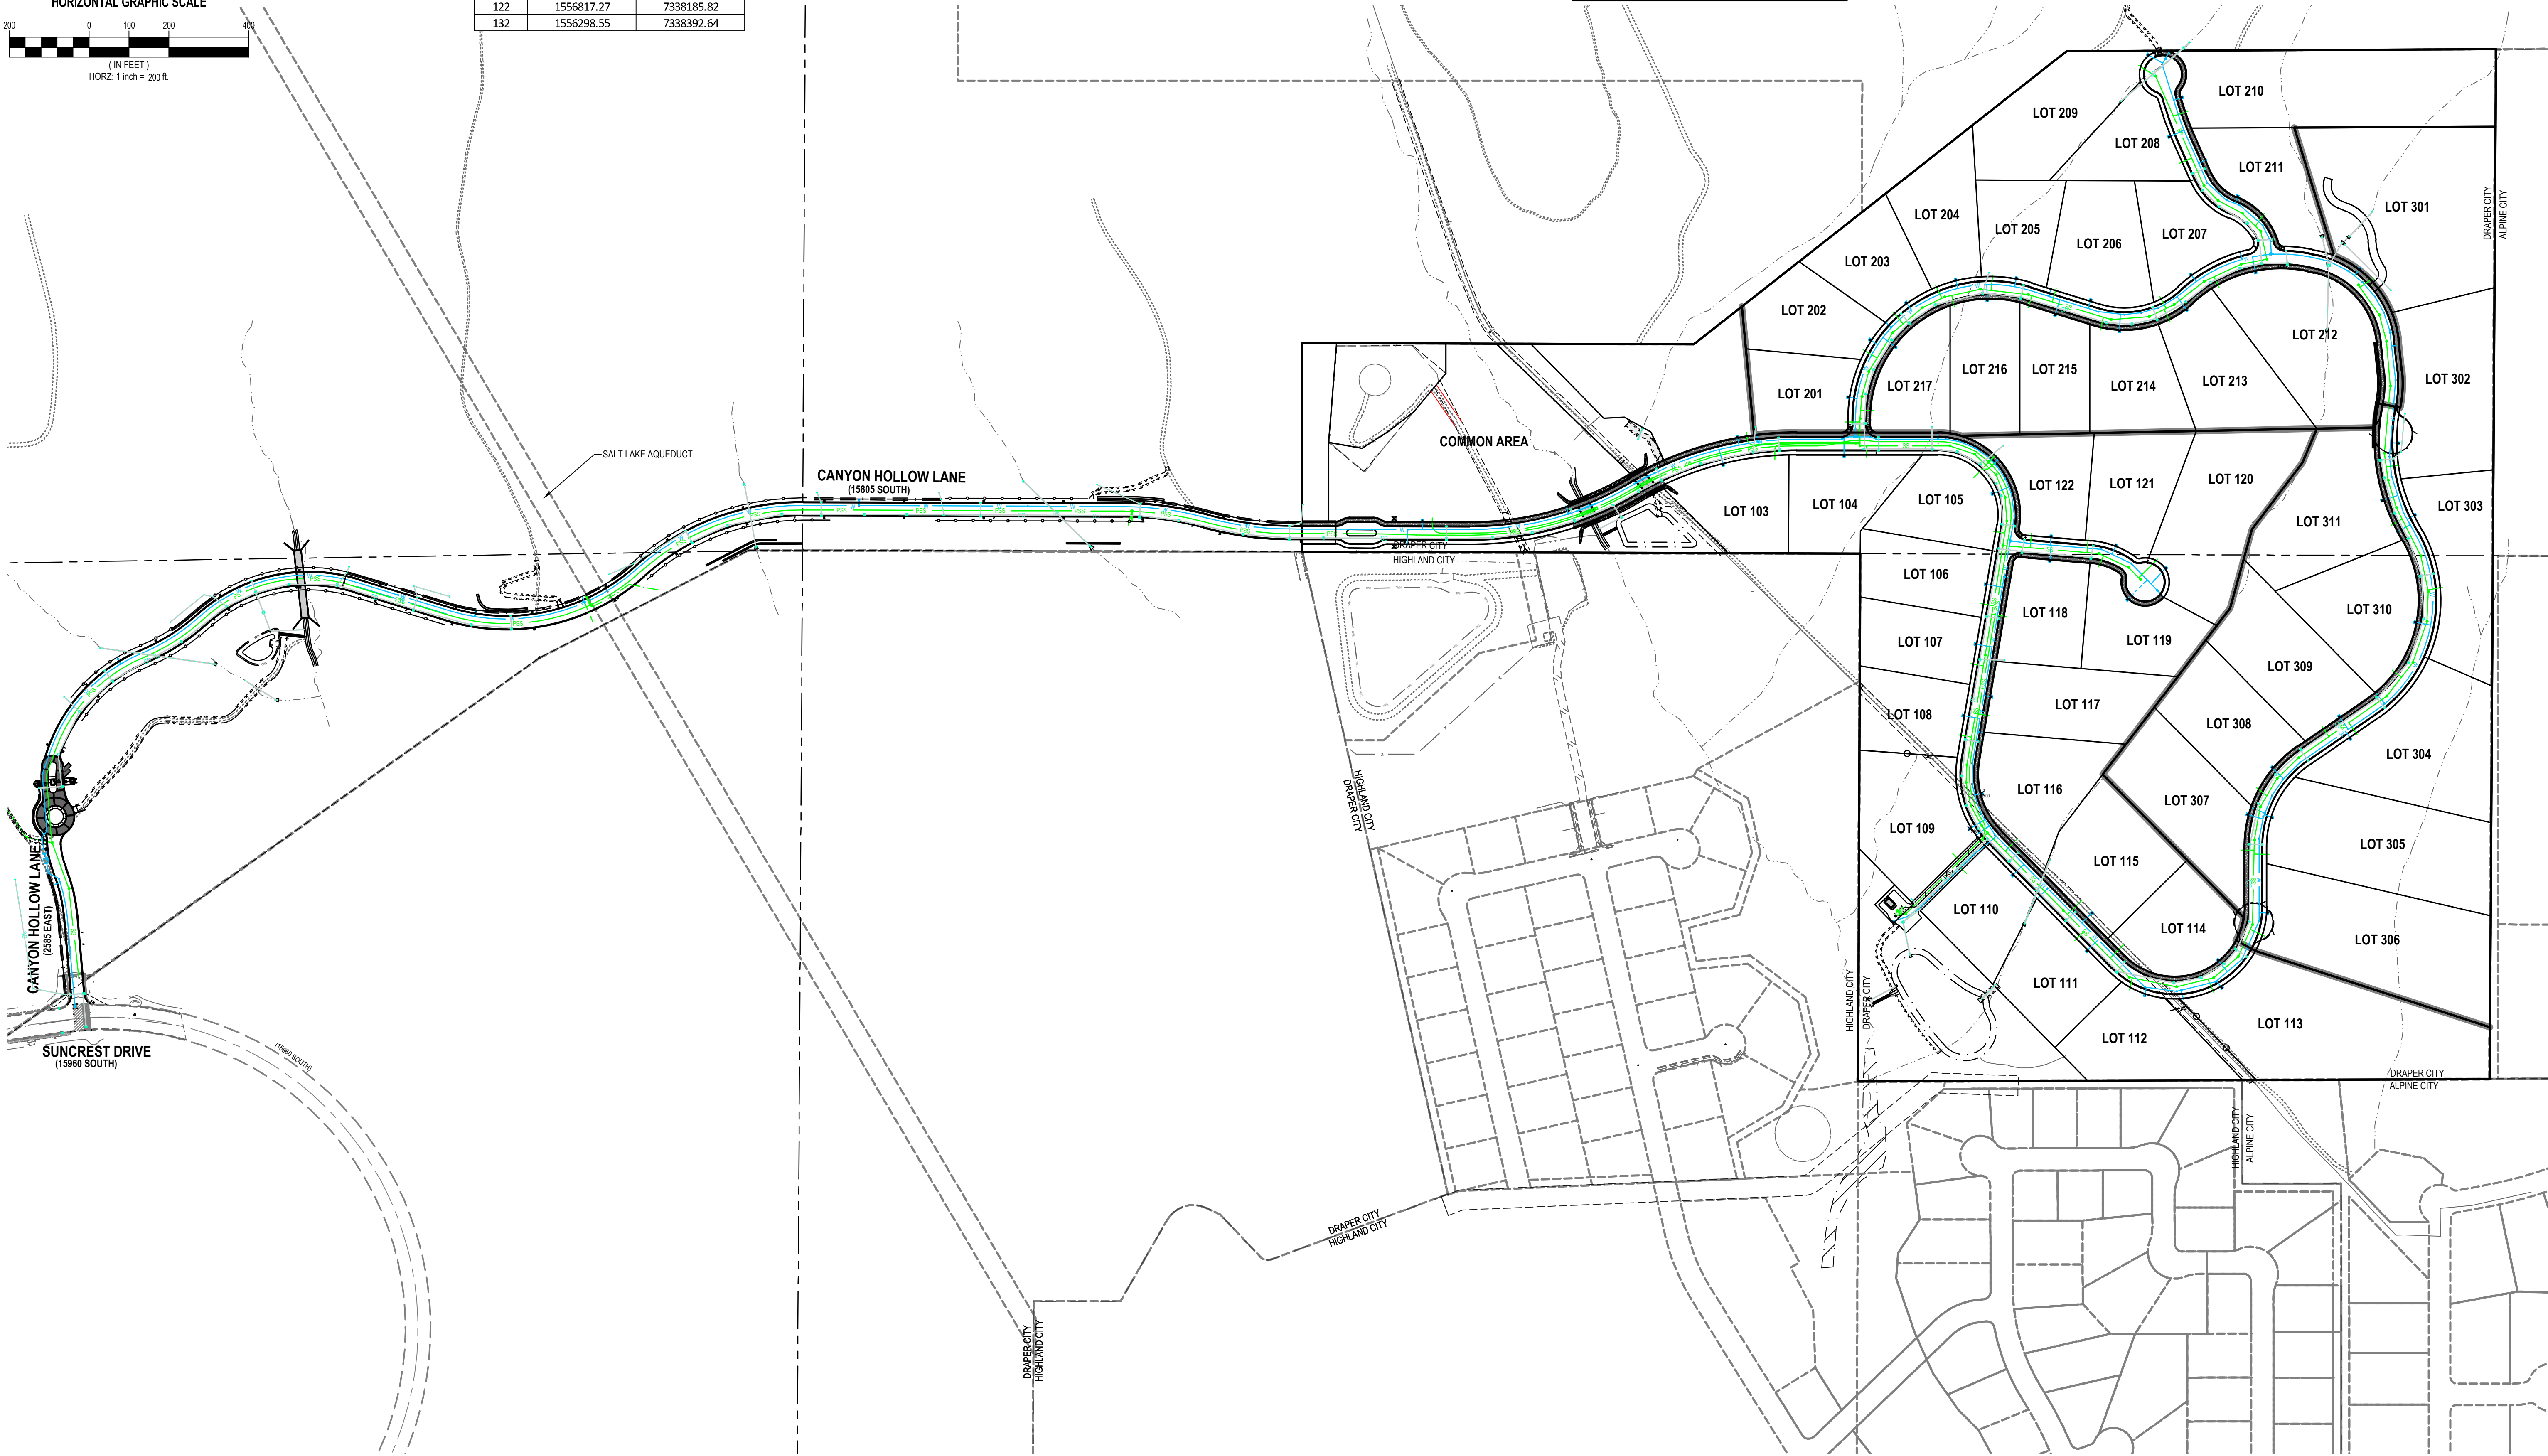 HORIZONTAL GRAPHIC SCALE
200 0 100 200 400
( IN FEET )
HORZ: 1 inch = 200 ft.
122 1556817.27 7338185.82
132 1556298.55 7338392.64
LOT 210
LOT 209
LOT 208
LOT 211
LOT 301
DRAPER CITY
ALPINE CITY
LOT 204
LOT 205
LOT 206
LOT 207
LOT 203
LOT 202
LOT 212
LOT 201
LOT 217
LOT 216
LOT 215
LOT 214
LOT 213
LOT 302
COMMON AREA
SALT LAKE AQUEDUCT
CANYON HOLLOW LANE
(15805 SOUTH)
LOT 103
LOT 104
LOT 105
LOT 122
LOT 121
LOT 120
LOT 311
LOT 303
DRAPER CITY
HIGHLAND CITY
LOT 106
LOT 118
LOT 310
LOT 107
LOT 119
LOT 309
LOT 108
LOT 117
LOT 308
LOT 304
LOT 116
LOT 307
HIGHLAND CITY
DRAPER CITY
LOT 109
LOT 115
LOT 305
CANYON HOLLOW LANE
(2585 EAST)
LOT 110
LOT 114
LOT 306
LOT 111
HIGHLAND CITY
DRAPER CITY
LOT 113
LOT 112
SUNCREST DRIVE
(15960 SOUTH)
(15960 SOUTH)
DRAPER CITY
ALPINE CITY
HIGHLAND CITY
ALPINE CITY
DRAPER CITY
HIGHLAND CITY
DRAPER CITY
HIGHLAND CITY